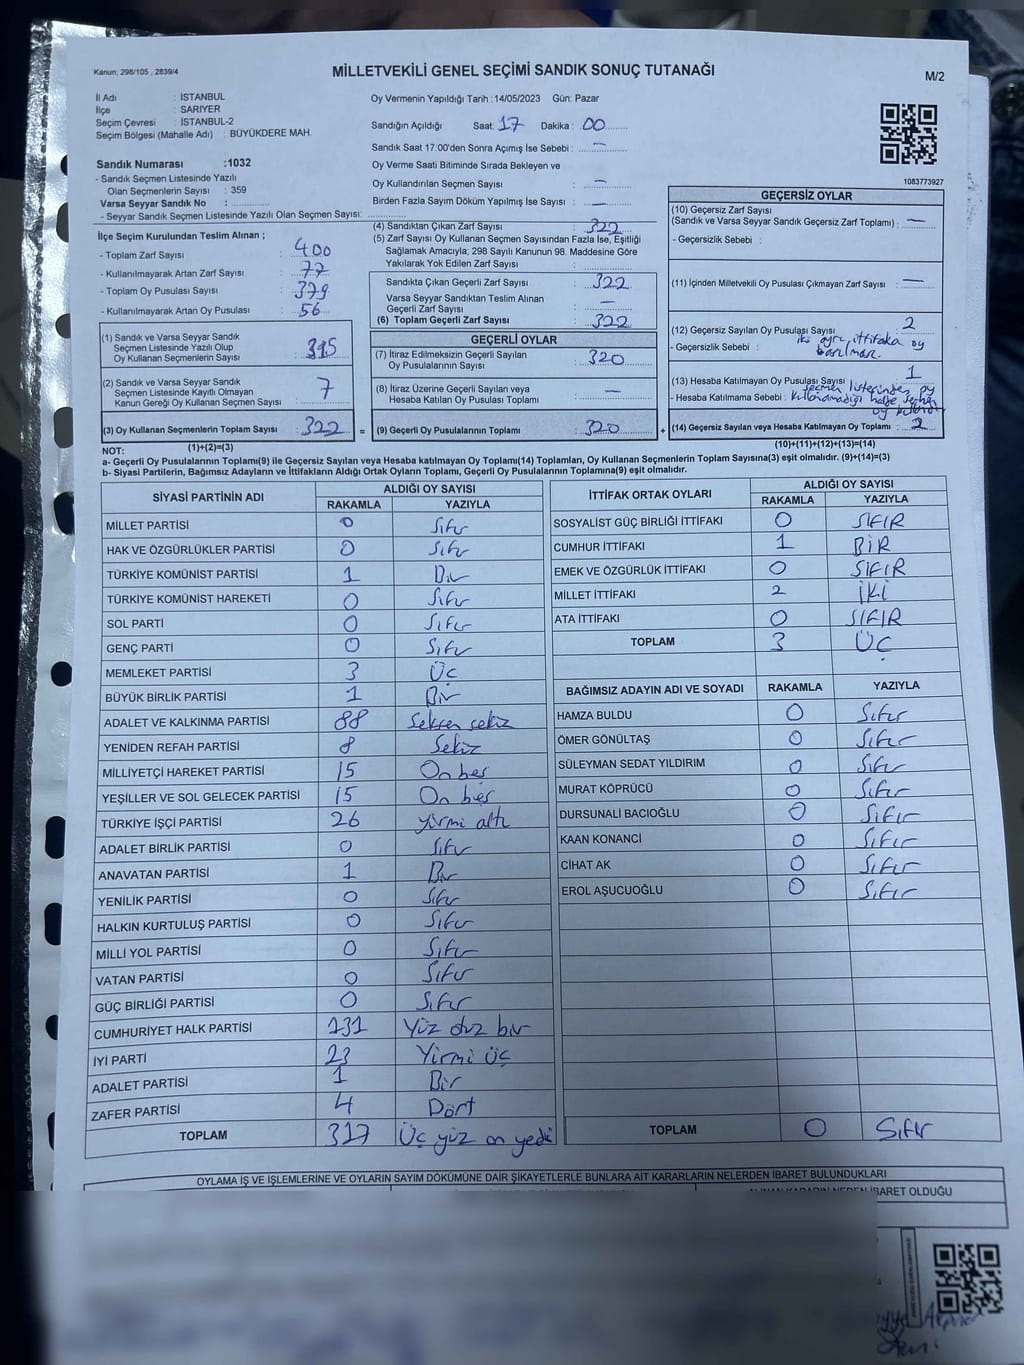 Kanun; 298/105 , 2839/4
MİLLETVEKİLİ GENEL SEÇİMİ SANDIK SONUÇ TUTANAĞI
M/2
İl Adı : İSTANBUL
İlçe : SARIYER
Seçim Çevresi : İSTANBUL-2
Seçim Bölgesi (Mahalle Adı) : BÜYÜKDERE MAH.
Sandık Numarası :1032
- Sandık Seçmen Listesinde Yazılı
Olan Seçmenlerin Sayısı : 359
Varsa Seyyar Sandık No :
- Seyyar Sandık Seçmen Listesinde Yazılı Olan Seçmen Sayısı:
Oy Vermenin Yapıldığı Tarih :14/05/2023 Gün: Pazar
Sandığın Açıldığı Saat: 17 Dakika : 00
Sandık Saat 17:00'den Sonra Açımış İse Sebebi : —
Oy Verme Saati Bitiminde Sırada Bekleyen ve
Oy Kullandırılan Seçmen Sayısı : —
Birden Fazla Sayım Döküm Yapılmış İse Sayısı : —
1083773927
İlçe Seçim Kurulundan Teslim Alınan ;
- Toplam Zarf Sayısı : 400
- Kullanılmayarak Artan Zarf Sayısı : 77
- Toplam Oy Pusulası Sayısı : 379
- Kullanılmayarak Artan Oy Pusulası : 56
(1) Sandık ve Varsa Seyyar Sandık
Seçmen Listesinde Yazılı Olup
Oy Kullanan Seçmenlerin Sayısı : 315
(2) Sandık ve Varsa Seyyar Sandık
Seçmen Listesinde Kayıtlı Olmayan
Kanun Gereği Oy Kullanan Seçmen Sayısı : 7
(3) Oy Kullanan Seçmenlerin Toplam Sayısı : 322 =
(4) Sandıktan Çıkan Zarf Sayısı : 322
(5) Zarf Sayısı Oy Kullanan Seçmen Sayısından Fazla İse, Eşitliği
Sağlamak Amacıyla; 298 Sayılı Kanunun 98. Maddesine Göre
Yakılarak Yok Edilen Zarf Sayısı :
Sandıkta Çıkan Geçerli Zarf Sayısı : 322
Varsa Seyyar Sandıktan Teslim Alınan
Geçerli Zarf Sayısı : —
(6) Toplam Geçerli Zarf Sayısı : 322
GEÇERLİ OYLAR
(7) İtiraz Edilmeksizin Geçerli Sayılan
Oy Pusulalarının Sayısı : 320
(8) İtiraz Üzerine Geçerli Sayılan veya
Hesaba Katılan Oy Pusulası Toplamı : —
(9) Geçerli Oy Pusulalarının Toplamı : 320 +
GEÇERSİZ OYLAR
(10) Geçersiz Zarf Sayısı
(Sandık ve Varsa Seyyar Sandık Geçersiz Zarf Toplamı) : —
- Geçersizlik Sebebi :
(11) İçinden Milletvekili Oy Pusulası Çıkmayan Zarf Sayısı : —
(12) Geçersiz Sayılan Oy Pusulası Sayısı : 2
- Geçersizlik Sebebi : iki ayrı ittifaka oy
basılması.
(13) Hesaba Katılmayan Oy Pusulası Sayısı : 1
- Hesaba Katılmama Sebebi : seçmen listerinden oy
kullanmadığı halde
oy
(14) Geçersiz Sayılan veya Hesaba Katılmayan Oy Toplamı : 2
NOT: (1)+(2)=(3) (10)+(11)+(12)+(13)=(14)
a- Geçerli Oy Pusulalarının Toplamı(9) ile Geçersiz Sayılan veya Hesaba katılmayan Oy Toplamı(14) Toplamları, Oy Kullanan Seçmenlerin Toplam Sayısına(3) eşit olmalıdır. (9)+(14)=(3)
b- Siyasi Partilerin, Bağımsız Adayların ve İttifakların Aldığı Ortak Oyların Toplamı, Geçerli Oy Pusulalarının Toplamına(9) eşit olmalıdır.
SİYASİ PARTİNİN ADI ALDIĞI OY SAYISI
RAKAMLA YAZIYLA
MİLLET PARTİSİ 0 Sıfır
HAK VE ÖZGÜRLÜKLER PARTİSİ 0 Sıfır
TÜRKİYE KOMÜNİST PARTİSİ 1 Bir
TÜRKİYE KOMÜNİST HAREKETİ 0 Sıfır
SOL PARTİ 0 Sıfır
GENÇ PARTİ 0 Sıfır
MEMLEKET PARTİSİ 3 Üç
BÜYÜK BİRLİK PARTİSİ 1 Bir
ADALET VE KALKINMA PARTİSİ 88 Seksen sekiz
YENİDEN REFAH PARTİSİ 8 Sekiz
MİLLİYETÇİ HAREKET PARTİSİ 15 On beş
YEŞİLLER VE SOL GELECEK PARTİSİ 15 On beş
TÜRKİYE İŞÇİ PARTİSİ 26 yirmi altı
ADALET BİRLİK PARTİSİ 0 Sıfır
ANAVATAN PARTİSİ 1 Bir
YENİLİK PARTİSİ 0 Sıfır
HALKIN KURTULUŞ PARTİSİ 0 Sıfır
MİLLİ YOL PARTİSİ 0 Sıfır
VATAN PARTİSİ 0 Sıfır
GÜÇ BİRLİĞİ PARTİSİ 0 Sıfır
CUMHURİYET HALK PARTİSİ 131 Yüz otuz bir
İYİ PARTİ 23 Yirmi üç
ADALET PARTİSİ 1 Bir
ZAFER PARTİSİ 4 Dört
TOPLAM 317 Üç yüz on yedi
İTTİFAK ORTAK OYLARI ALDIĞI OY SAYISI
RAKAMLA YAZIYLA
SOSYALİST GÜÇ BİRLİĞİ İTTİFAKI 0 SIFIR
CUMHUR İTTİFAKI 1 BİR
EMEK VE ÖZGÜRLÜK İTTİFAKI 0 SIFIR
MİLLET İTTİFAKI 2 İKİ
ATA İTTİFAKI 0 SIFIR
TOPLAM 3 ÜÇ
BAĞIMSIZ ADAYIN ADI VE SOYADI RAKAMLA YAZIYLA
HAMZA BULDU 0 Sıfır
ÖMER GÖNÜLTAŞ 0 Sıfır
SÜLEYMAN SEDAT YILDIRIM 0 Sıfır
MURAT KÖPRÜCÜ 0 Sıfır
DURSUNALİ BACIOĞLU 0 Sıfır
KAAN KONANCİ 0 Sıfır
CİHAT AK 0 Sıfır
EROL AŞUCUOĞLU 0 Sıfır
TOPLAM 0 Sıfır
OYLAMA İŞ VE İŞLEMLERİNE VE OYLARIN SAYIM DÖKÜMÜNE DAİR ŞİKAYETLERLE BUNLARA AİT KARARLARIN NELERDEN İBARET BULUNDUKLARI
ALINAN KARARIN NEDEN İBARET OLDUĞU